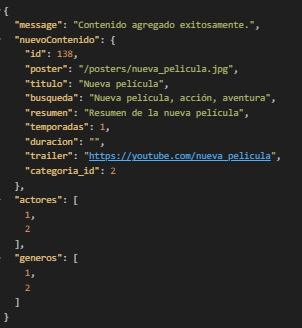 {
"message": "Contenido agregado exitosamente.",
"nuevoContenido": {
"id": 138,
"poster": "/posters/nueva_pelicula.jpg",
"titulo": "Nueva película",
"busqueda": "Nueva película, acción, aventura",
"resumen": "Resumen de la nueva película",
"temporadas": 1,
"duracion": "",
"trailer": "https://youtube.com/nueva_pelicula",
"categoria_id": 2
},
"actores": [
1,
2
],
"generos": [
1,
2
]
}